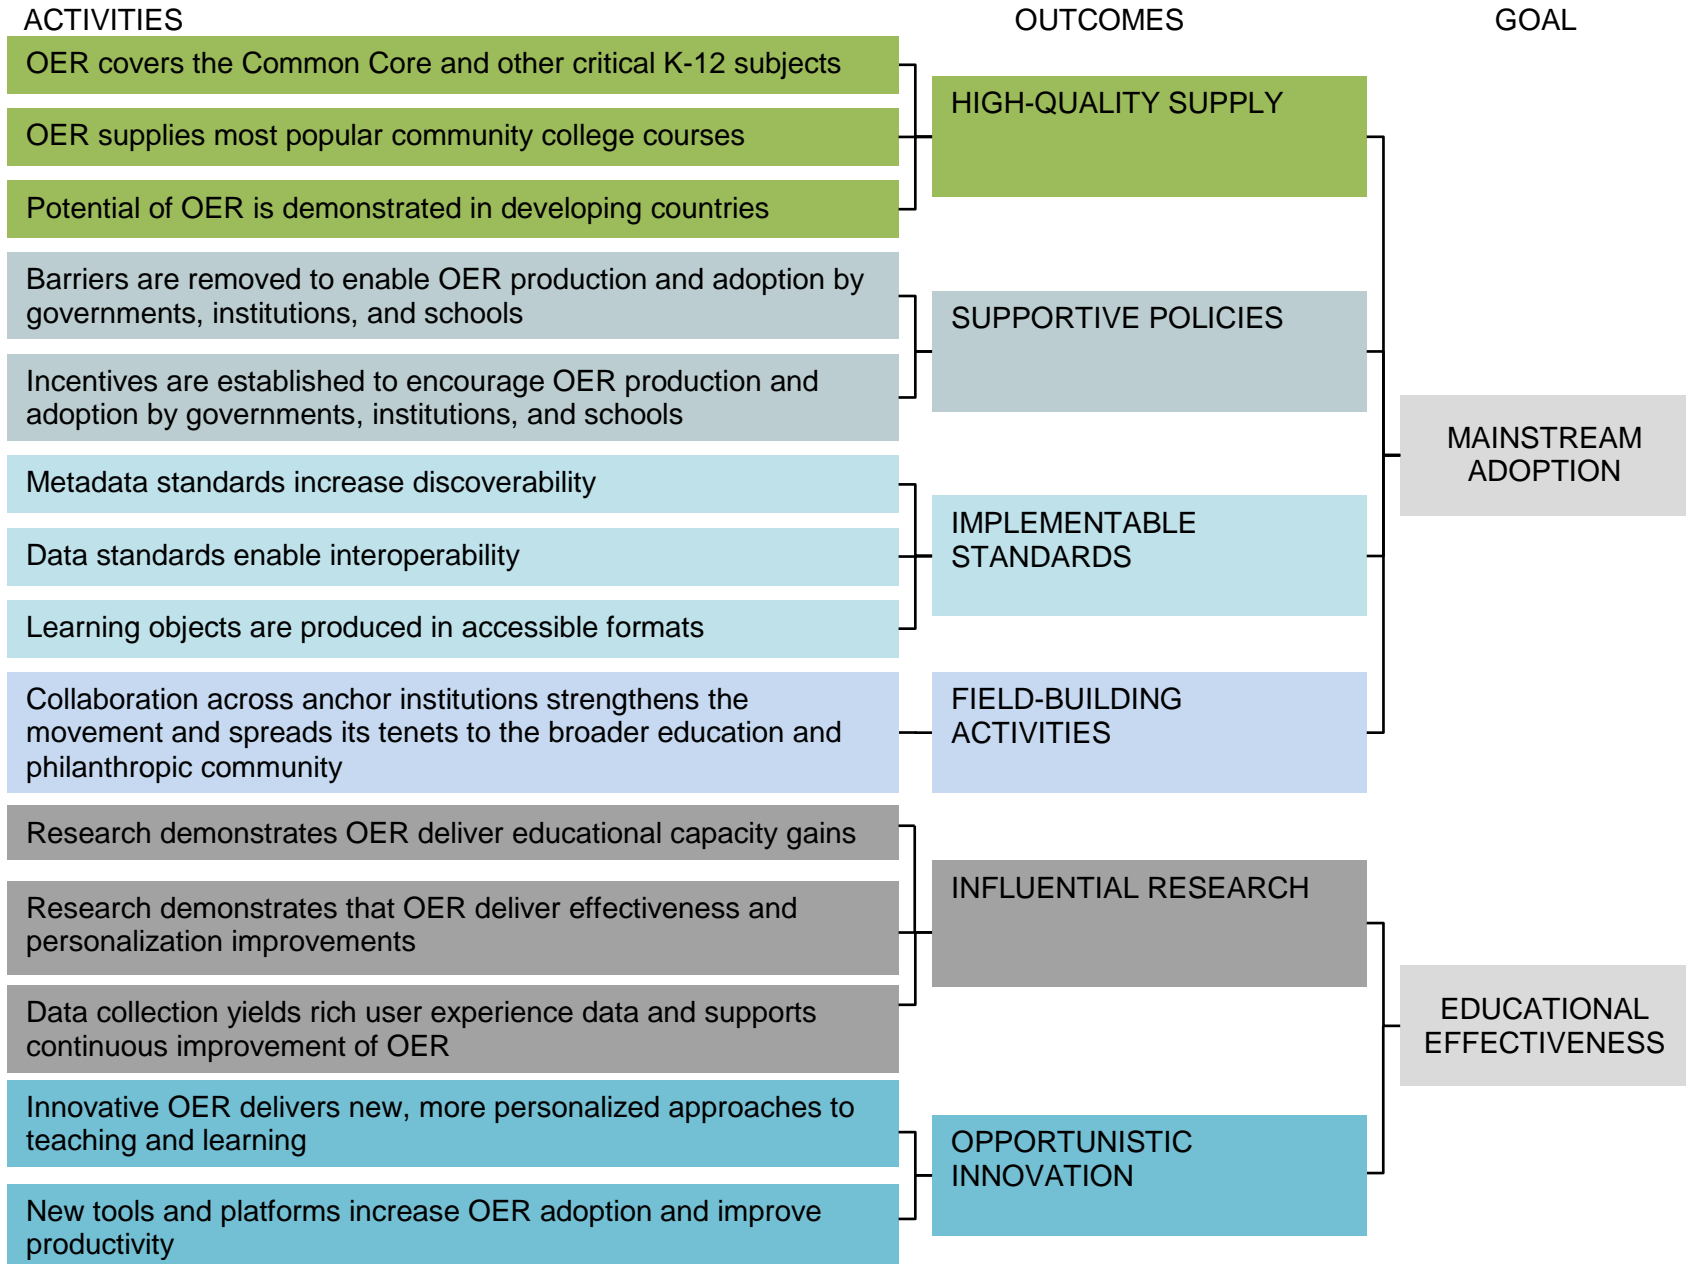 ACTIVITIES
OUTCOMES
GOAL
OER covers the Common Core and other critical K-12 subjects
OER supplies most popular community college courses
Potential of OER is demonstrated in developing countries
HIGH-QUALITY SUPPLY
Barriers are removed to enable OER production and adoption by
governments, institutions, and schools
Incentives are established to encourage OER production and
adoption by governments, institutions, and schools
SUPPORTIVE POLICIES
Metadata standards increase discoverability
Data standards enable interoperability
Learning objects are produced in accessible formats
IMPLEMENTABLE
STANDARDS
Collaboration across anchor institutions strengthens the
movement and spreads its tenets to the broader education and
philanthropic community
FIELD-BUILDING
ACTIVITIES
MAINSTREAM
ADOPTION
Research demonstrates OER deliver educational capacity gains
Research demonstrates that OER deliver effectiveness and
personalization improvements
Data collection yields rich user experience data and supports
continuous improvement of OER
INFLUENTIAL RESEARCH
Innovative OER delivers new, more personalized approaches to
teaching and learning
New tools and platforms increase OER adoption and improve
productivity
OPPORTUNISTIC
INNOVATION
EDUCATIONAL
EFFECTIVENESS